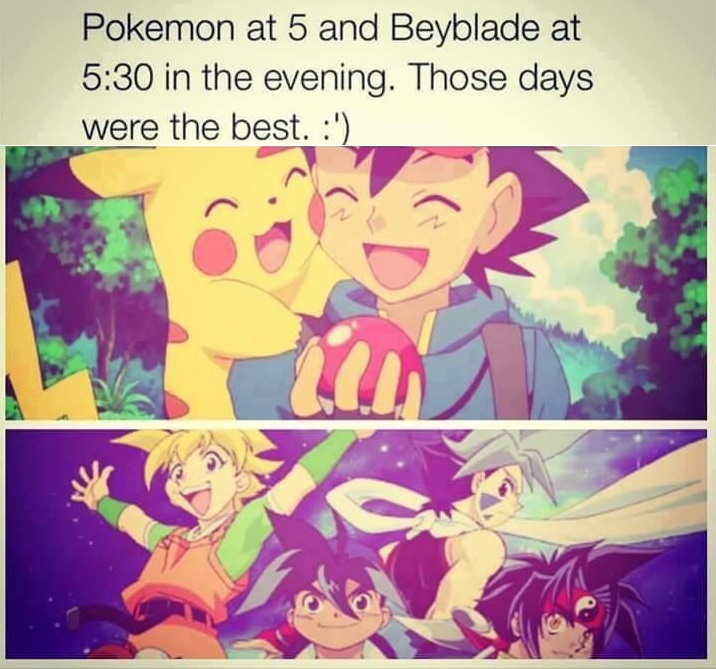 Pokemon at 5 and Beyblade at
5:30 in the evening. Those days
were the best. :')